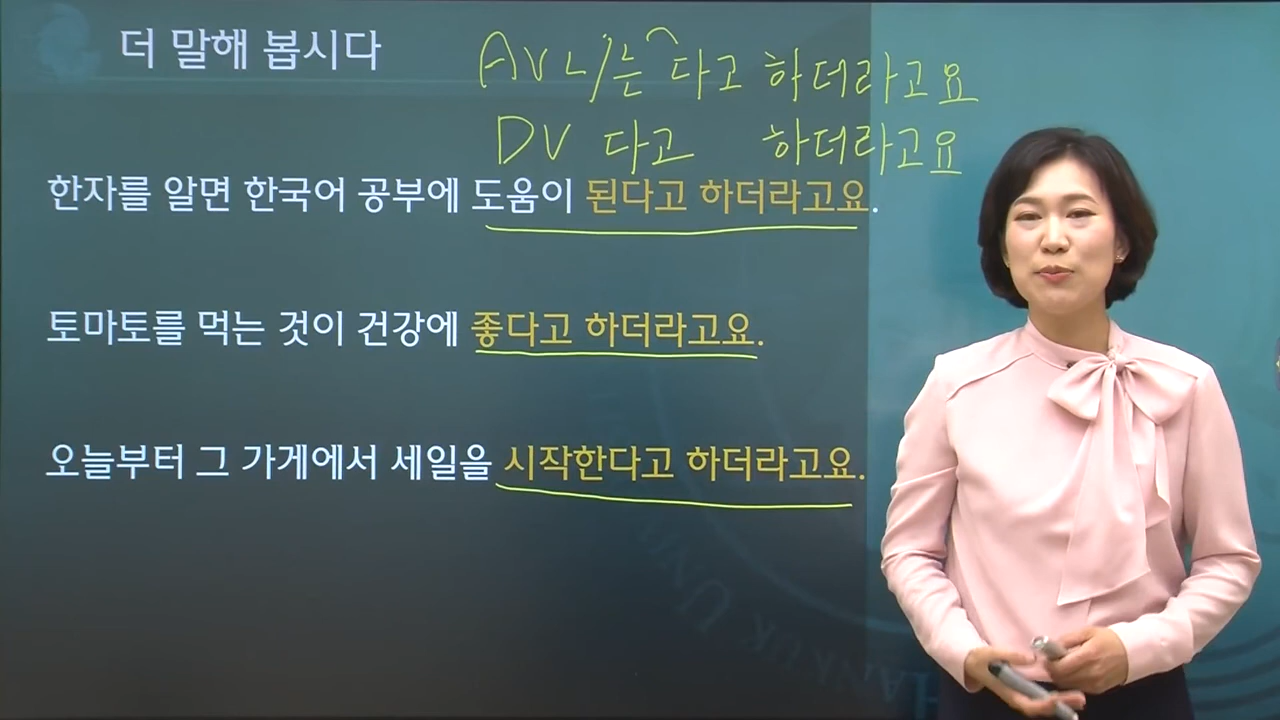 더 말해 봅시다
AV ㄴ/는 다고 하더라고요
DV 다고 하더라고요
한자를 알면 한국어 공부에 도움이 된다고 하더라고요.
토마토를 먹는 것이 건강에 좋다고 하더라고요.
오늘부터 그 가게에서 세일을 시작한다고 하더라고요.
HANKUK UNIV